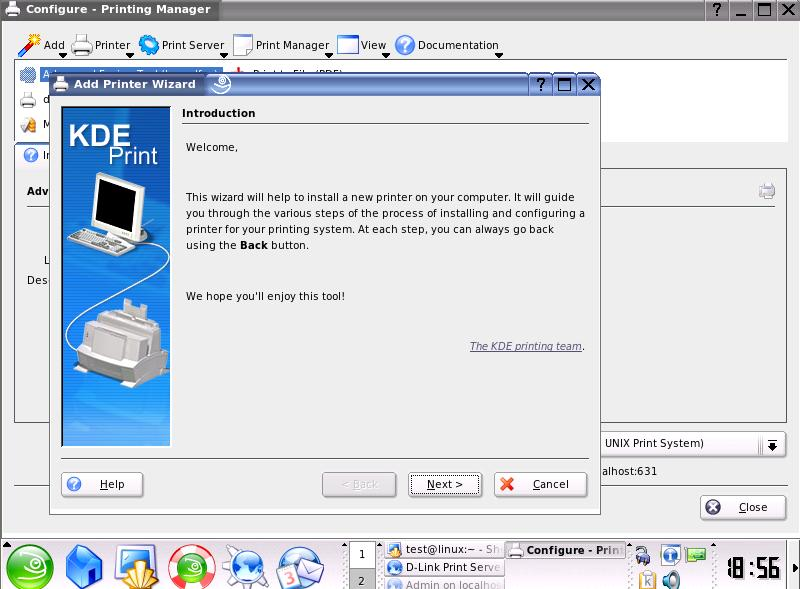 Configure - Printing Manager
Add Printer Print Server Print Manager View Documentation
Add Printer Wizard
KDE
Print
Introduction
Welcome,
This wizard will help to install a new printer on your computer. It will guide
you through the various steps of the process of installing and configuring a
printer for your printing system. At each step, you can always go back
using the Back button.
We hope you'll enjoy this tool!
The KDE printing team.
Adv
Des
UNIX Print System)
alhost:631
Help
< Back
Next >
Cancel
Close
1
2
test@linux:~ - Sh
D-Link Print Serve
Admin on localhos
Configure - Prin
3
18:56